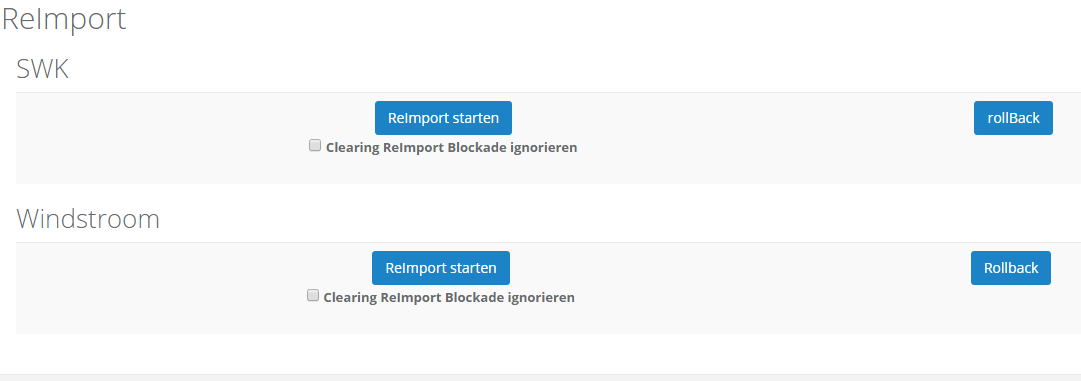 ReImport
SWK
ReImport starten
rollBack
Clearing ReImport Blockade ignorieren
Windstroom
ReImport starten
Rollback
Clearing ReImport Blockade ignorieren